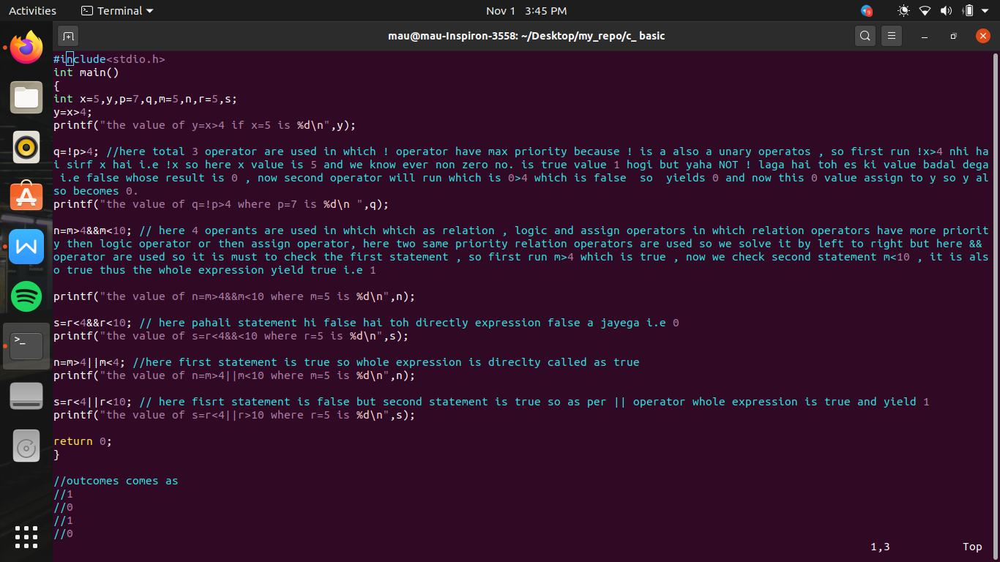 Activities
Terminal
Nov 1 3:45 PM
9
mau@mau-Inspiron-3558: ~/Desktop/my_repo/c_ basic
#include<stdio.h>
int main()
{
int x=5,y,p=7,q,m=5,n,r=5,s;
y=x>4;
printf("the value of y=x>4 if x=5 is %d\n",y);
q=!p>4; //here total 3 operator are used in which ! operator have max priority because ! is a also a unary operatos , so first run !x>4 nhi ha
i sirf x hai i.e !x so here x value is 5 and we know ever non zero no. is true value 1 hogi but yaha NOT ! laga hai toh es ki value badal dega
i.e false whose result is 0 , now second operator will run which is 0>4 which is false  so  yields 0 and now this 0 value assign to y so y al
so becomes 0.
printf("the value of q=!p>4 where p=7 is %d\n ",q);
n=m>4&&m<10; // here 4 operants are used in which which as relation , logic and assign operators in which relation operators have more priorit
y then logic operator or then assign operator, here two same priority relation operators are used so we solve it by left to right but here &&
operator are used so it is must to check the first statement , so first run m>4 which is true , now we check second statement m<10 , it is als
o true thus the whole expression yield true i.e 1
printf("the value of n=m>4&&m<10 where m=5 is %d\n",n);
s=r<4&&r<10; // here pahali statement hi false hai toh directly expression false a jayega i.e 0
printf("the value of s=r<4&&<10 where r=5 is %d\n",s);
n=m>4||m<4; //here first statement is true so whole expression is direclty called as true
printf("the value of n=m>4||m<10 where m=5 is %d\n",n);
s=r<4||r<10; // here fisrt statement is false but second statement is true so as per || operator whole expression is true and yield 1
printf("the value of s=r<4||r>10 where r=5 is %d\n",s);
return 0;
}
//outcomes comes as
//1
//0
//1
//0
1,3
Top